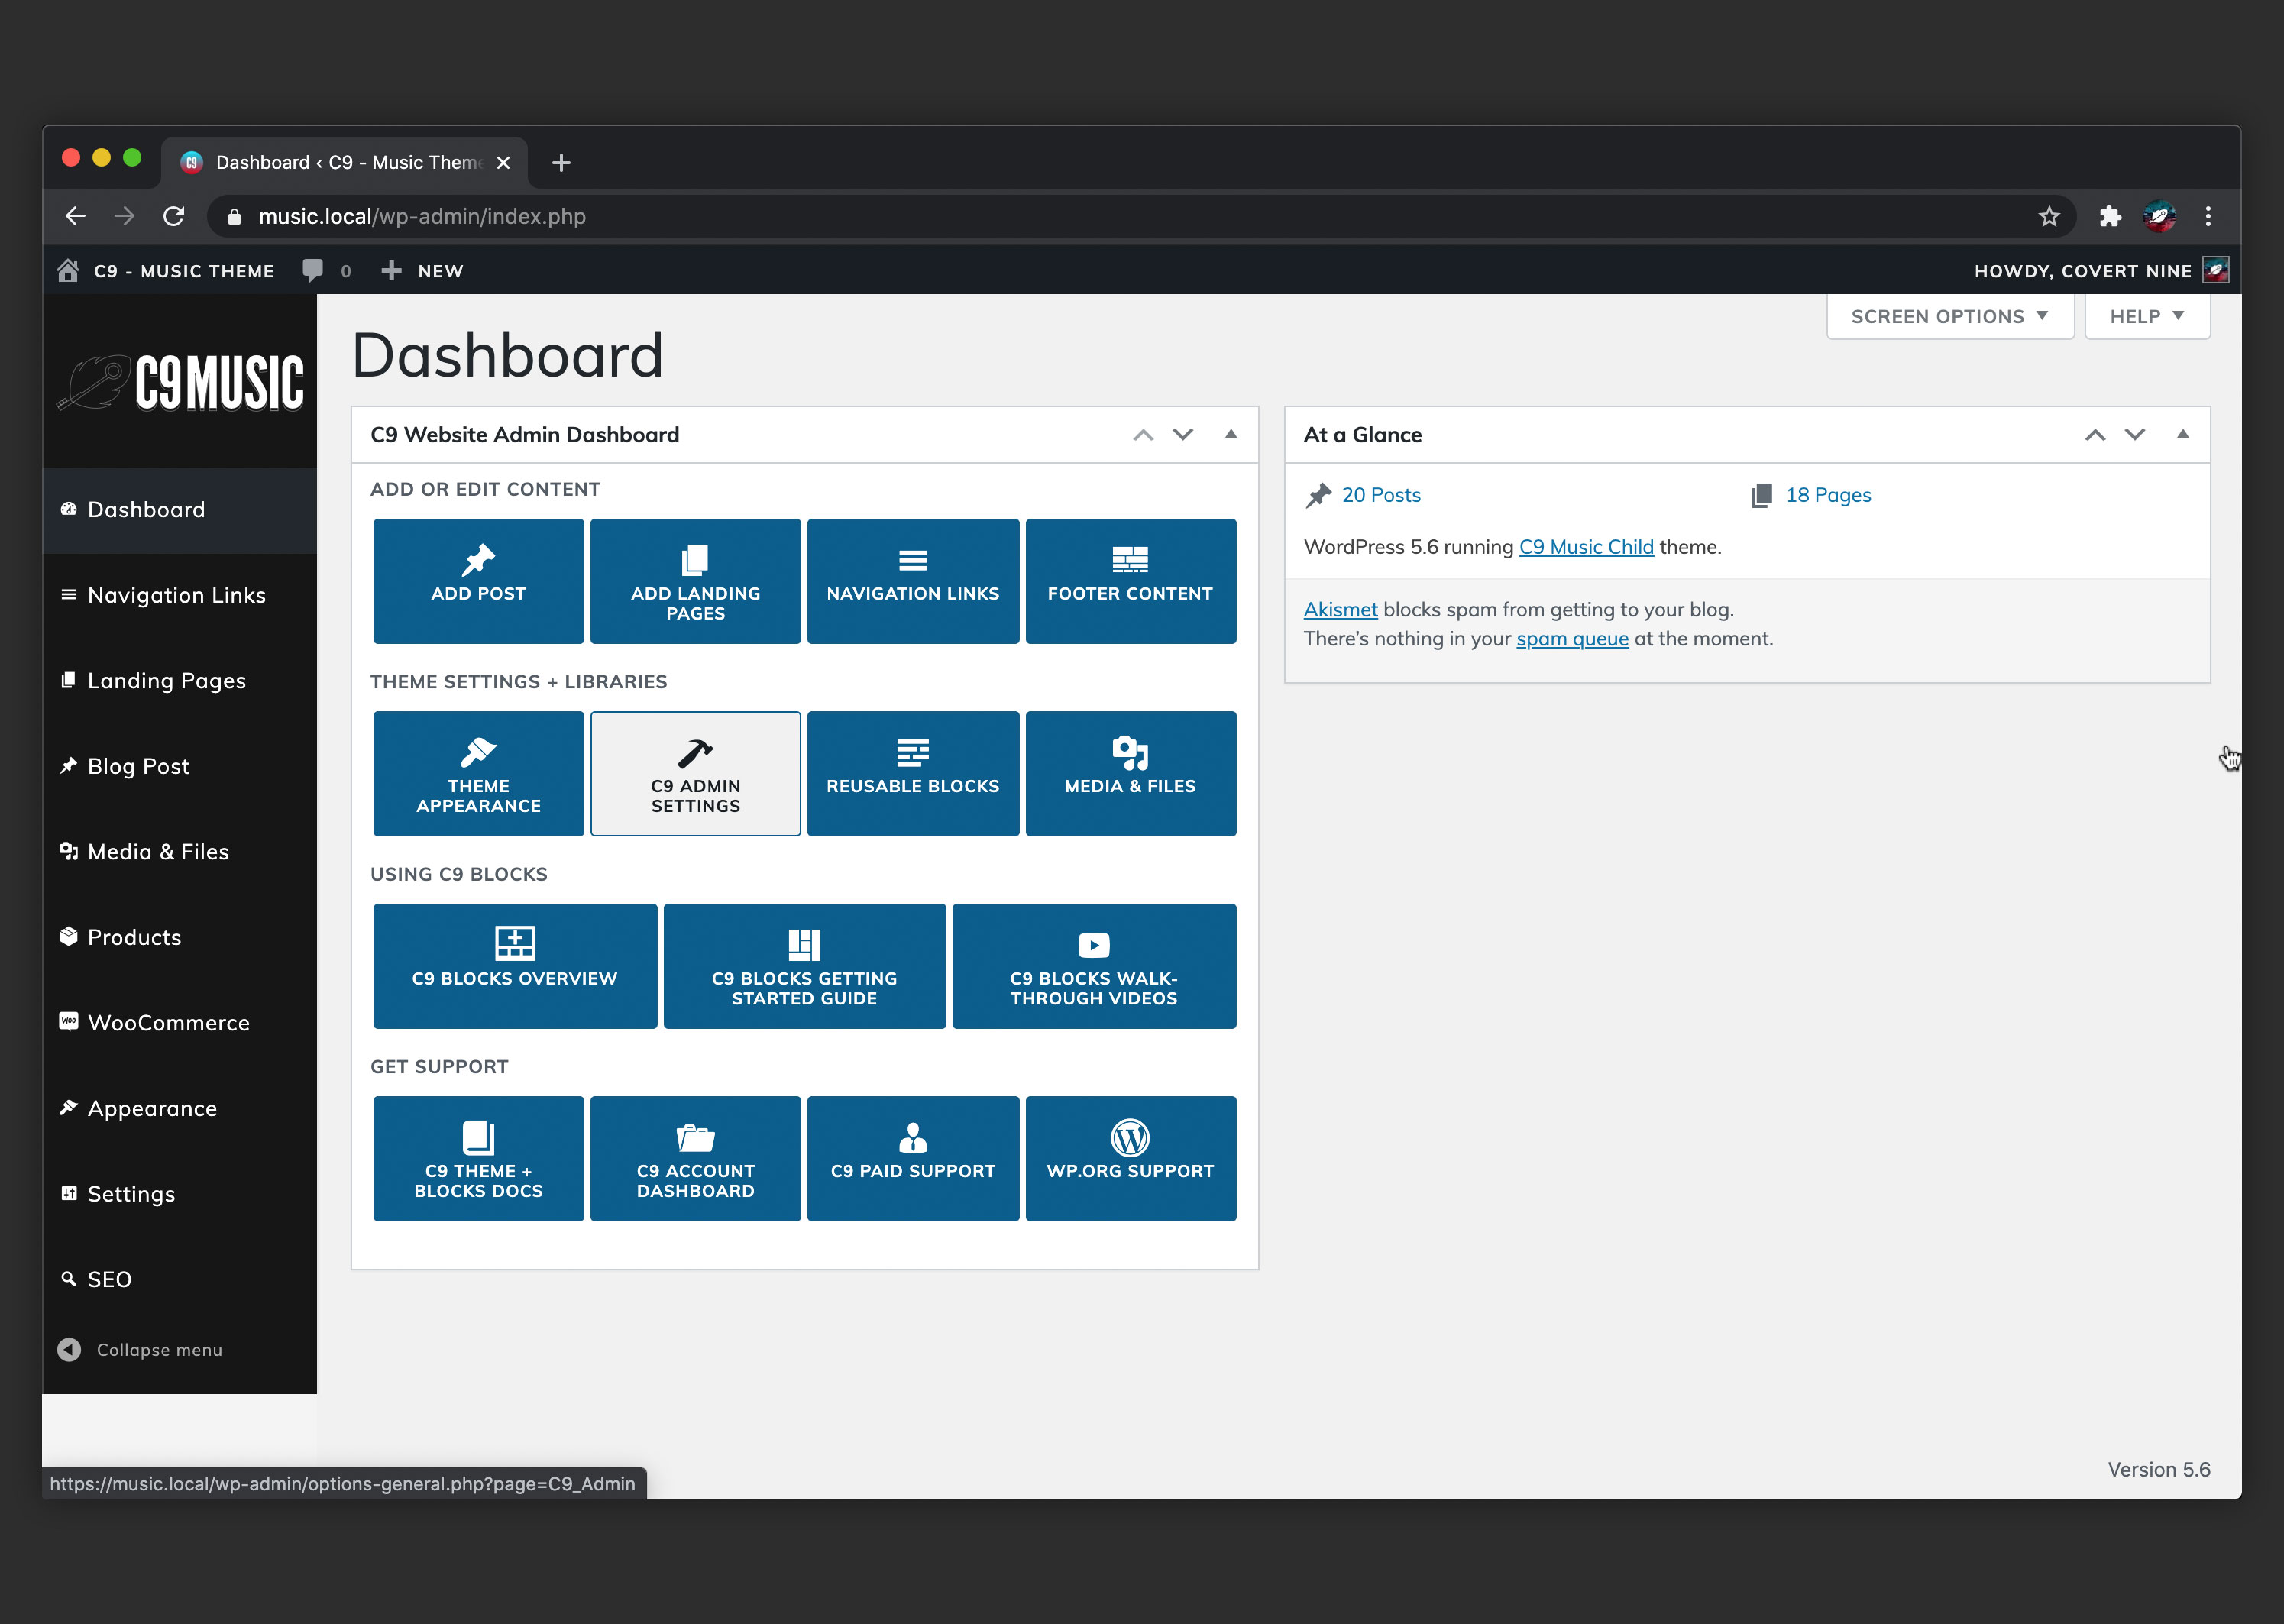 Dashboard ‹ C9 - Music Them
music.local/wp-admin/index.php
C9 - MUSIC THEME
0
NEW
HOWDY, COVERT NINE
C9 MUSIC
SCREEN OPTIONS
HELP
Dashboard
Dashboard
Navigation Links
Landing Pages
Blog Post
Media & Files
Products
WooCommerce
Appearance
Settings
SEO
Collapse menu
C9 Website Admin Dashboard
ADD OR EDIT CONTENT
ADD POST
ADD LANDING
PAGES
NAVIGATION LINKS
FOOTER CONTENT
THEME SETTINGS + LIBRARIES
THEME
APPEARANCE
C9 ADMIN
SETTINGS
REUSABLE BLOCKS
MEDIA & FILES
USING C9 BLOCKS
C9 BLOCKS OVERVIEW
C9 BLOCKS GETTING
STARTED GUIDE
C9 BLOCKS WALK-
THROUGH VIDEOS
GET SUPPORT
C9 THEME +
BLOCKS DOCS
C9 ACCOUNT
DASHBOARD
C9 PAID SUPPORT
WP.ORG SUPPORT
At a Glance
20 Posts
18 Pages
WordPress 5.6 running C9 Music Child theme.
Akismet blocks spam from getting to your blog.
There's nothing in your spam queue at the moment.
Version 5.6
https://music.local/wp-admin/options-general.php?page=C9_Admin